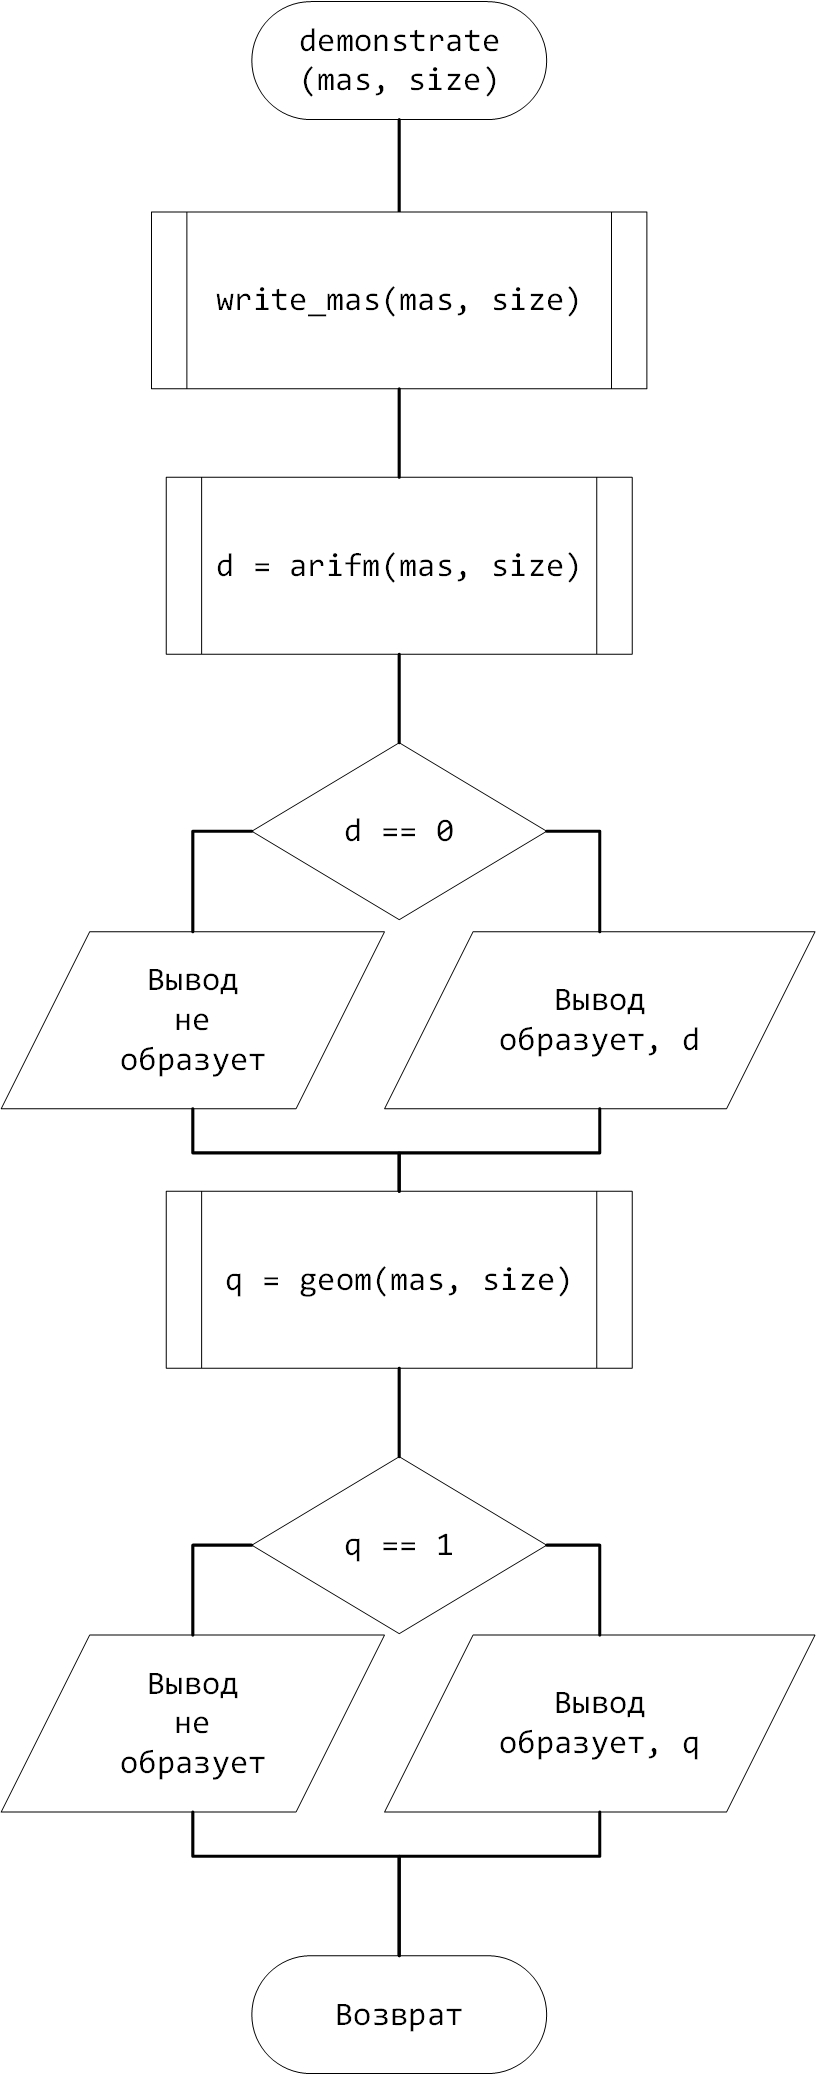 demonstrate
(mas, size)
write_mas(mas, size)
d = arifm(mas, size)
d == 0
Вывод
не
образует
Вывод
образует, d
q = geom(mas, size)
q == 1
Вывод
не
образует
Вывод
образует, q
Возврат